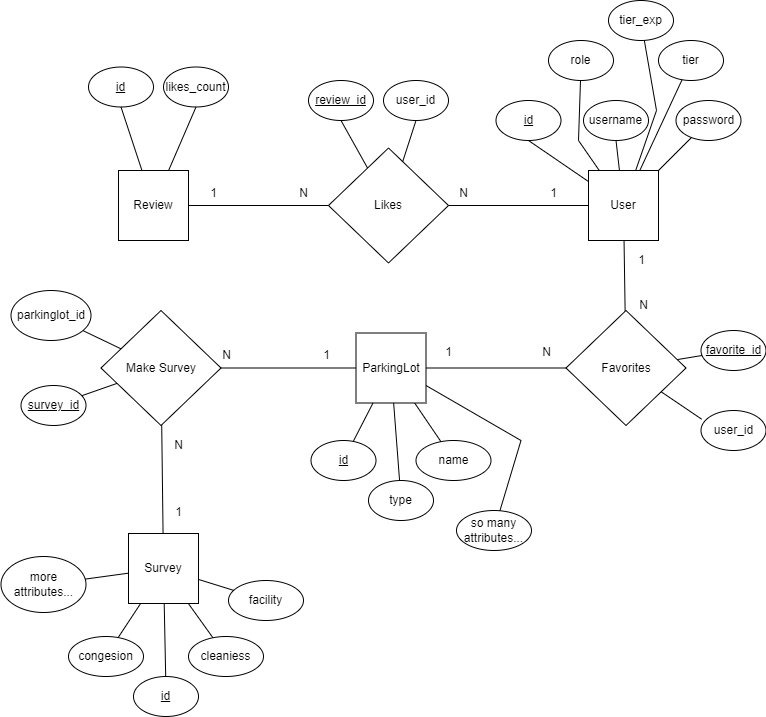 tier_exp
role
tier
id
likes_count
review_id
user_id
id
username
password
Review
1
N
Likes
N
1
User
1
N
parkinglot_id
Make Survey
N
1
ParkingLot
1
N
Favorites
favorite_id
survey_id
user_id
N
id
name
type
so many
attributes...
1
Survey
more
attributes...
facility
congesion
cleaniess
id